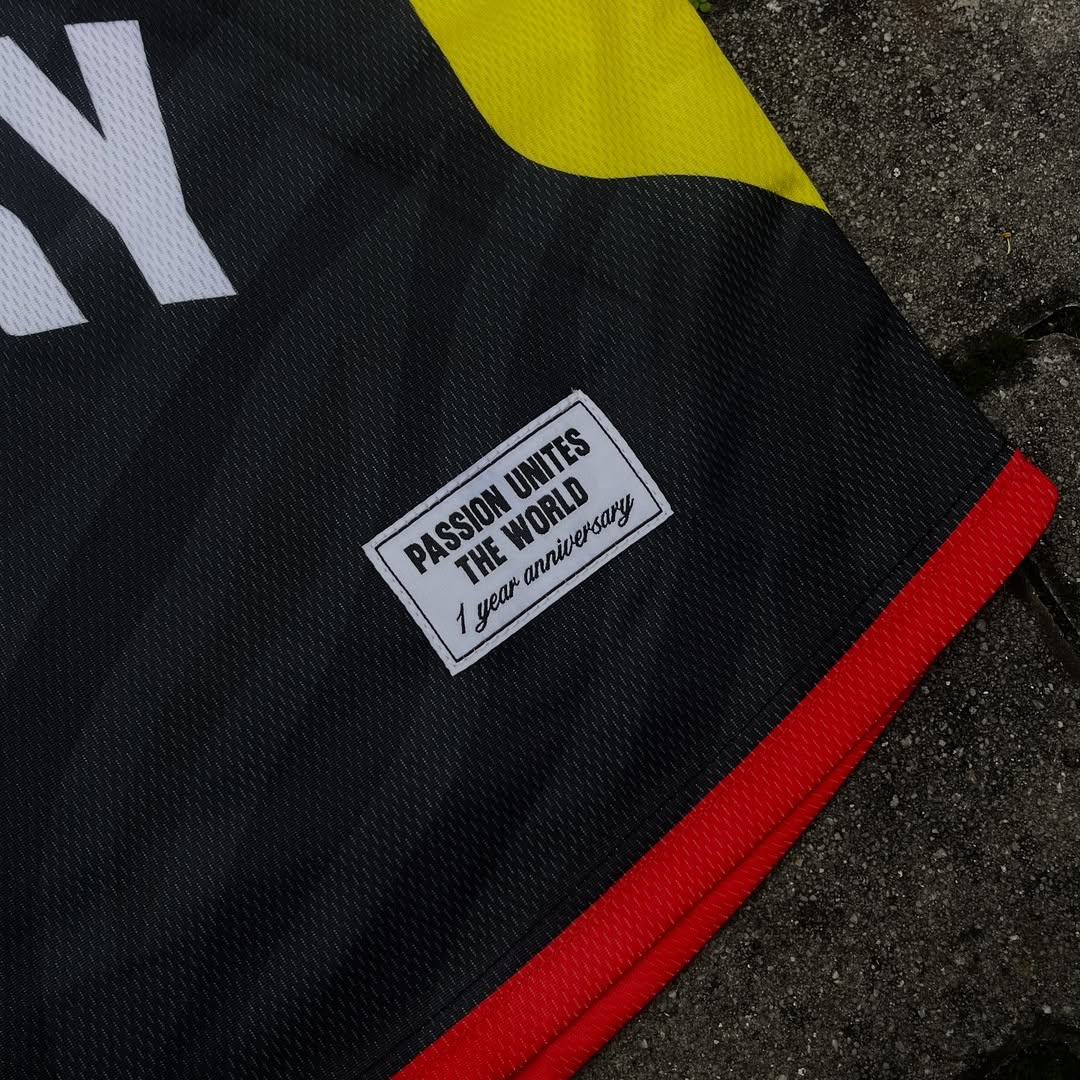 Y
PASSION UNITES
THE WORLD
1 year anniversary